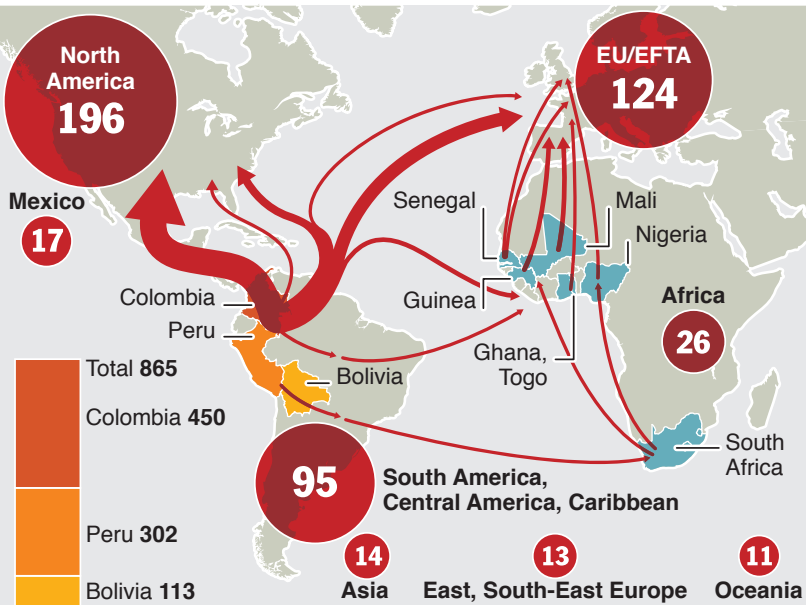 North
America
196
EU/EFTA
124
Mexico
17
Senegal
Mali
Nigeria
Guinea
Colombia
Peru
Africa
26
Ghana,
Togo
Bolivia
Total 865
Colombia 450
Peru 302
Bolivia 113
95
South America,
Central America, Caribbean
South
Africa
14
Asia
13
East, South-East Europe
11
Oceania